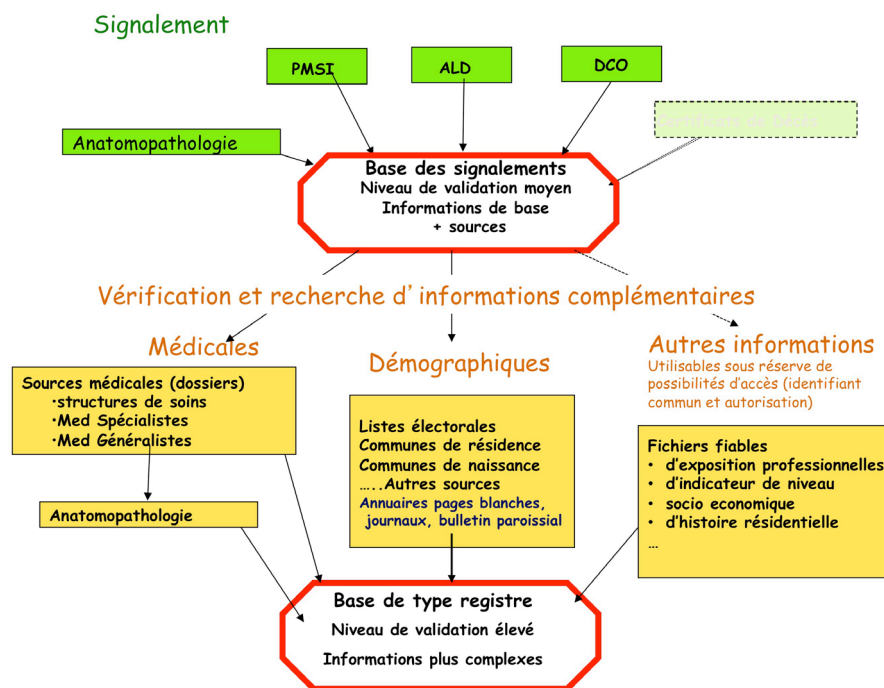 Signalement
PMSI
ALD
DCO
Anatomopathologie
Base des signalements
Niveau de validation moyen
Informations de base
+ sources
Vérification et recherche d’informations complémentaires
Médicales
Sources médicales (dossiers)
•structures de soins
•Med Spécialistes
•Med Généralistes
Anatomopathologie
Démographiques
Listes électorales
Communes de résidence
Communes de naissance
…..Autres sources
Annuaires pages blanches,
journaux, bulletin paroissial
Autres informations
Utilisables sous réserve de
possibilités d’accès (identifiant
commun et autorisation)
Fichiers fiables
• d’exposition professionnelles
• d’indicateur de niveau
• socio economique
• d’histoire résidentielle
…
Base de type registre
Niveau de validation élevé
Informations plus complexes